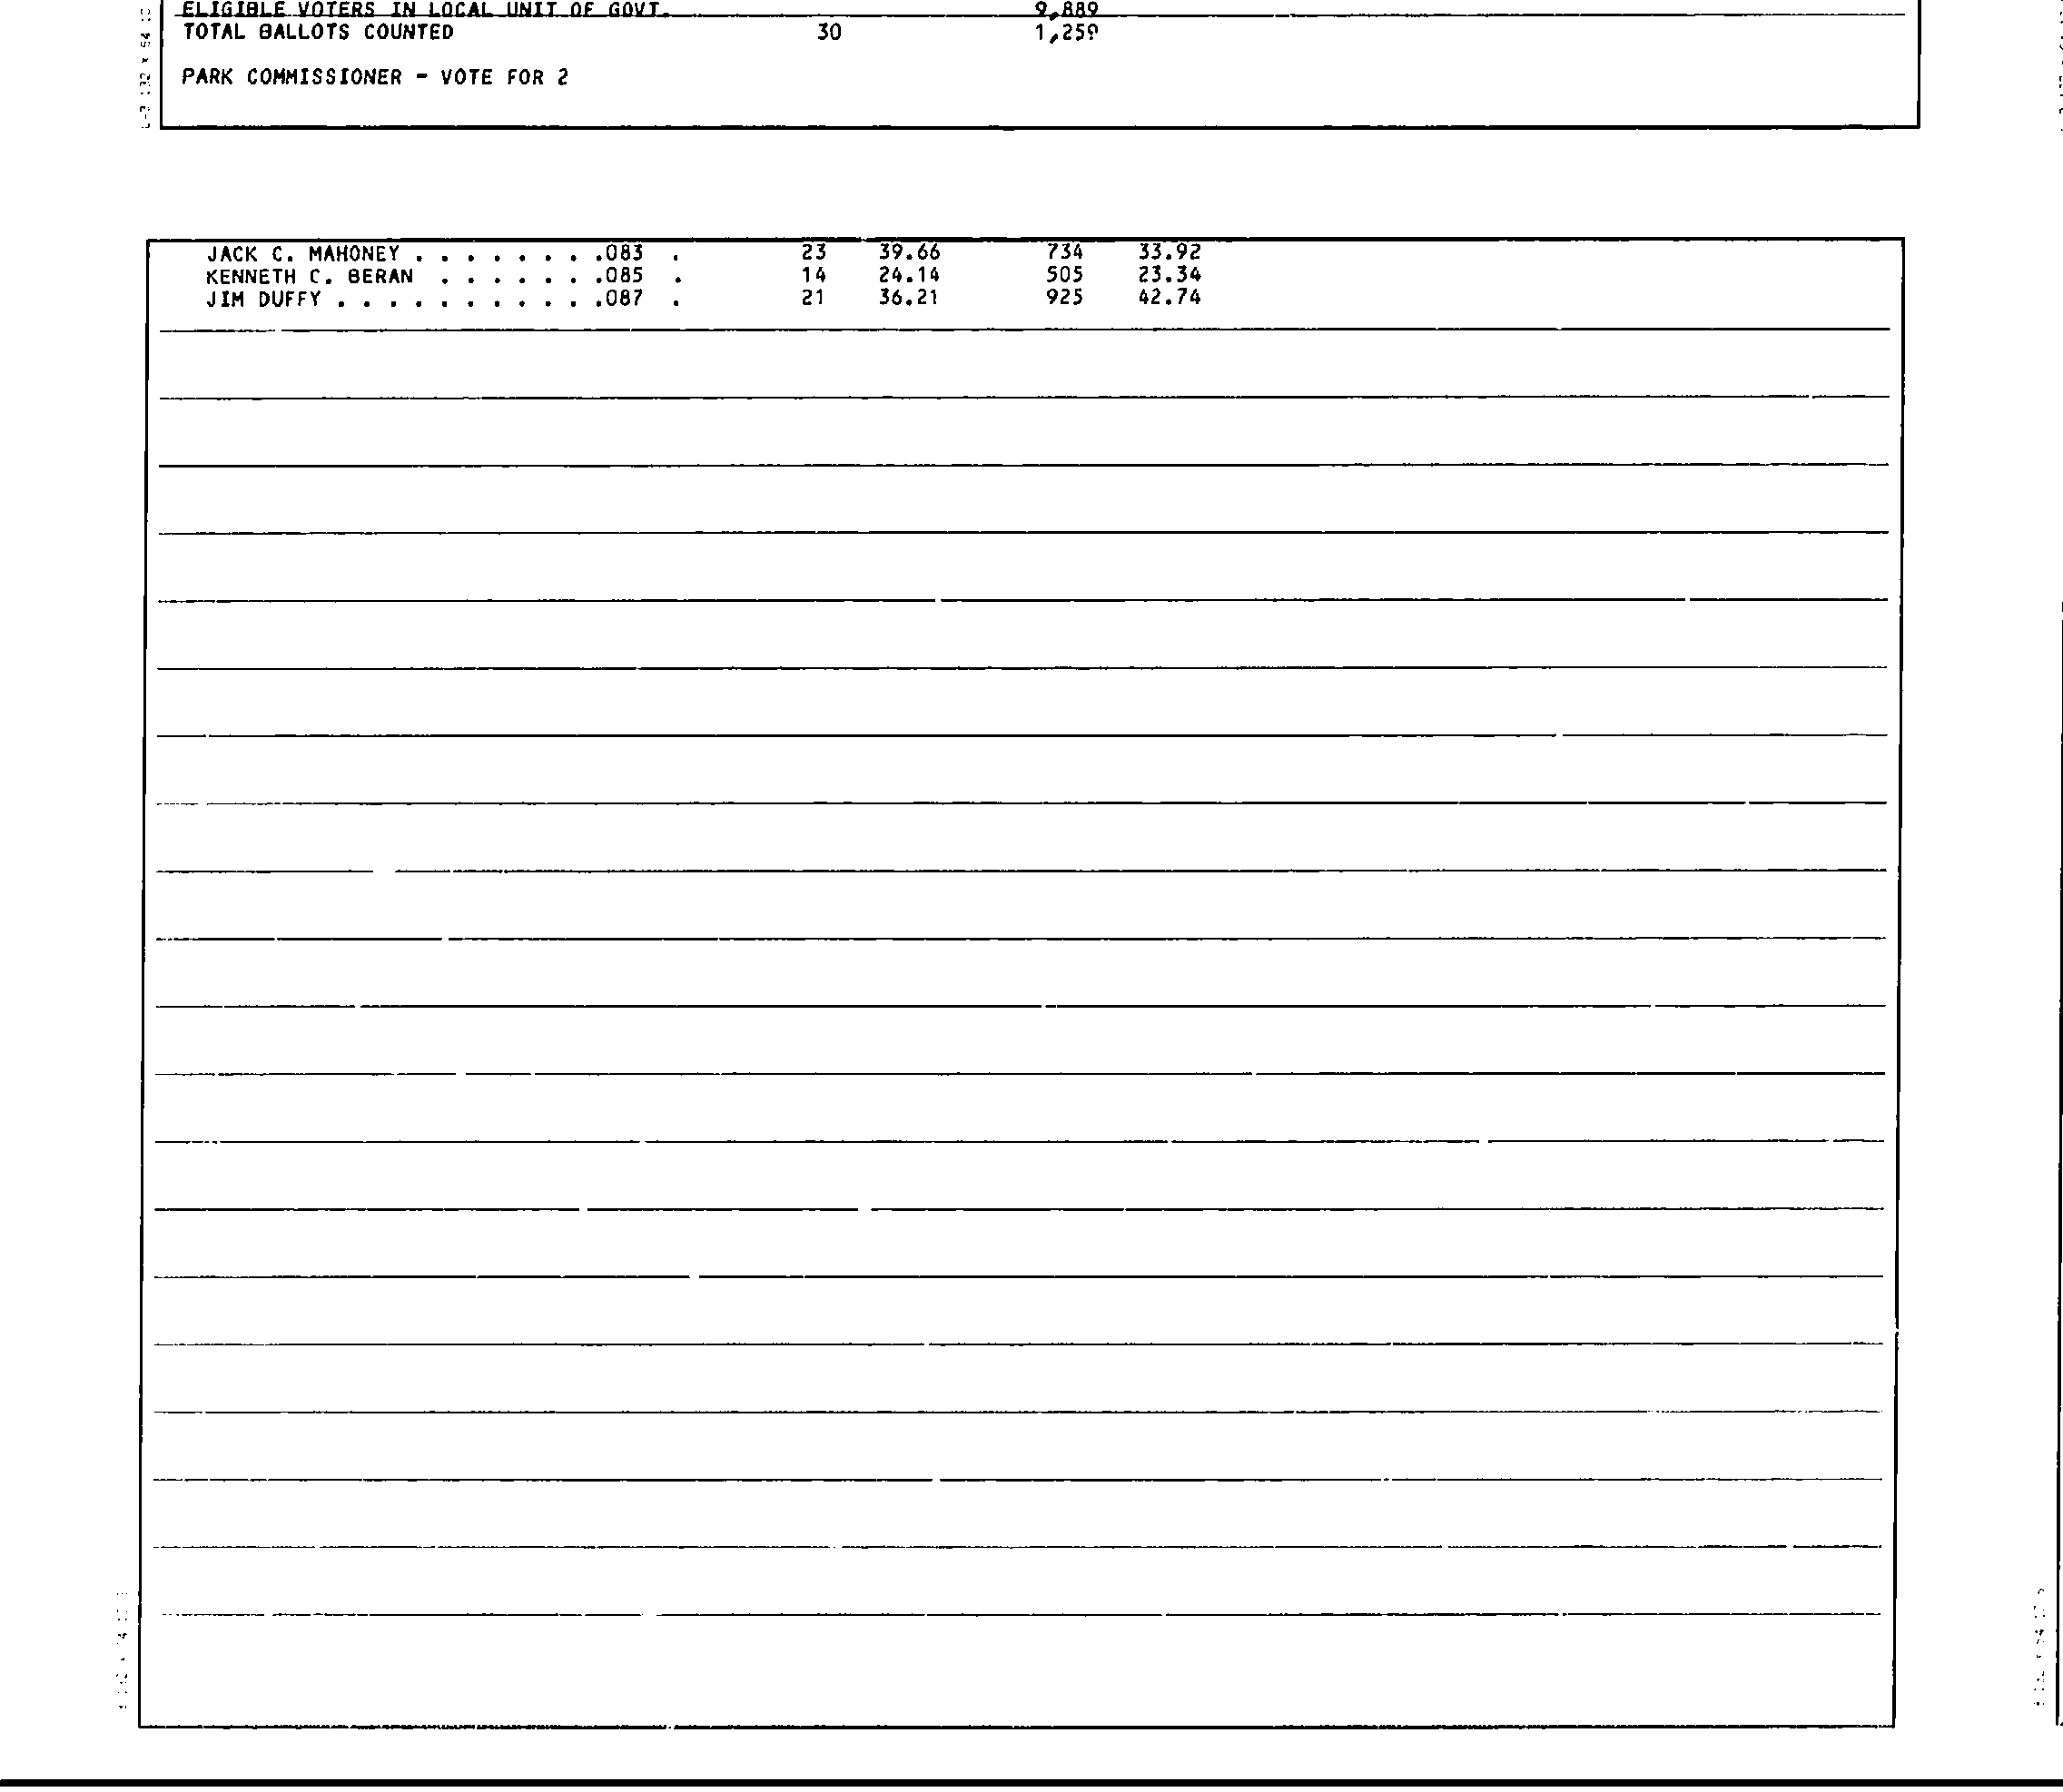 ELIGIBLE VOTERS IN LOCAL UNIT OF GOVT. 9,889
TOTAL BALLOTS COUNTED 30 1,259
PARK COMMISSIONER - VOTE FOR 2
JACK C. MAHONEY . . . . . . . .083 . 23 39.66 734 33.92
KENNETH C. BERAN . . . . . . .085 . 14 24.14 505 23.34
JIM DUFFY . . . . . . . . . . .087 . 21 36.21 925 42.74